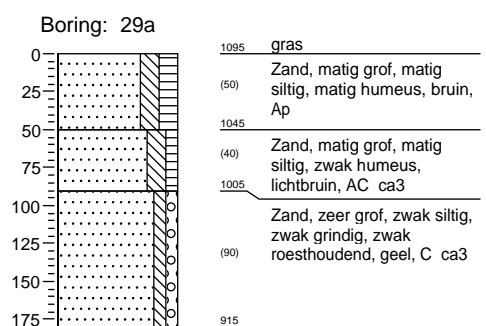 Boring: 29a
0
25
50
75
100
125
150
175
1095 gras
(50) Zand, matig grof, matig
siltig, matig humeus, bruin,
Ap
1045
(40) Zand, matig grof, matig
siltig, zwak humeus,
1005 lichtbruin, AC ca3
Zand, zeer grof, zwak siltig,
zwak grindig, zwak
(90) roesthoudend, geel, C ca3
915